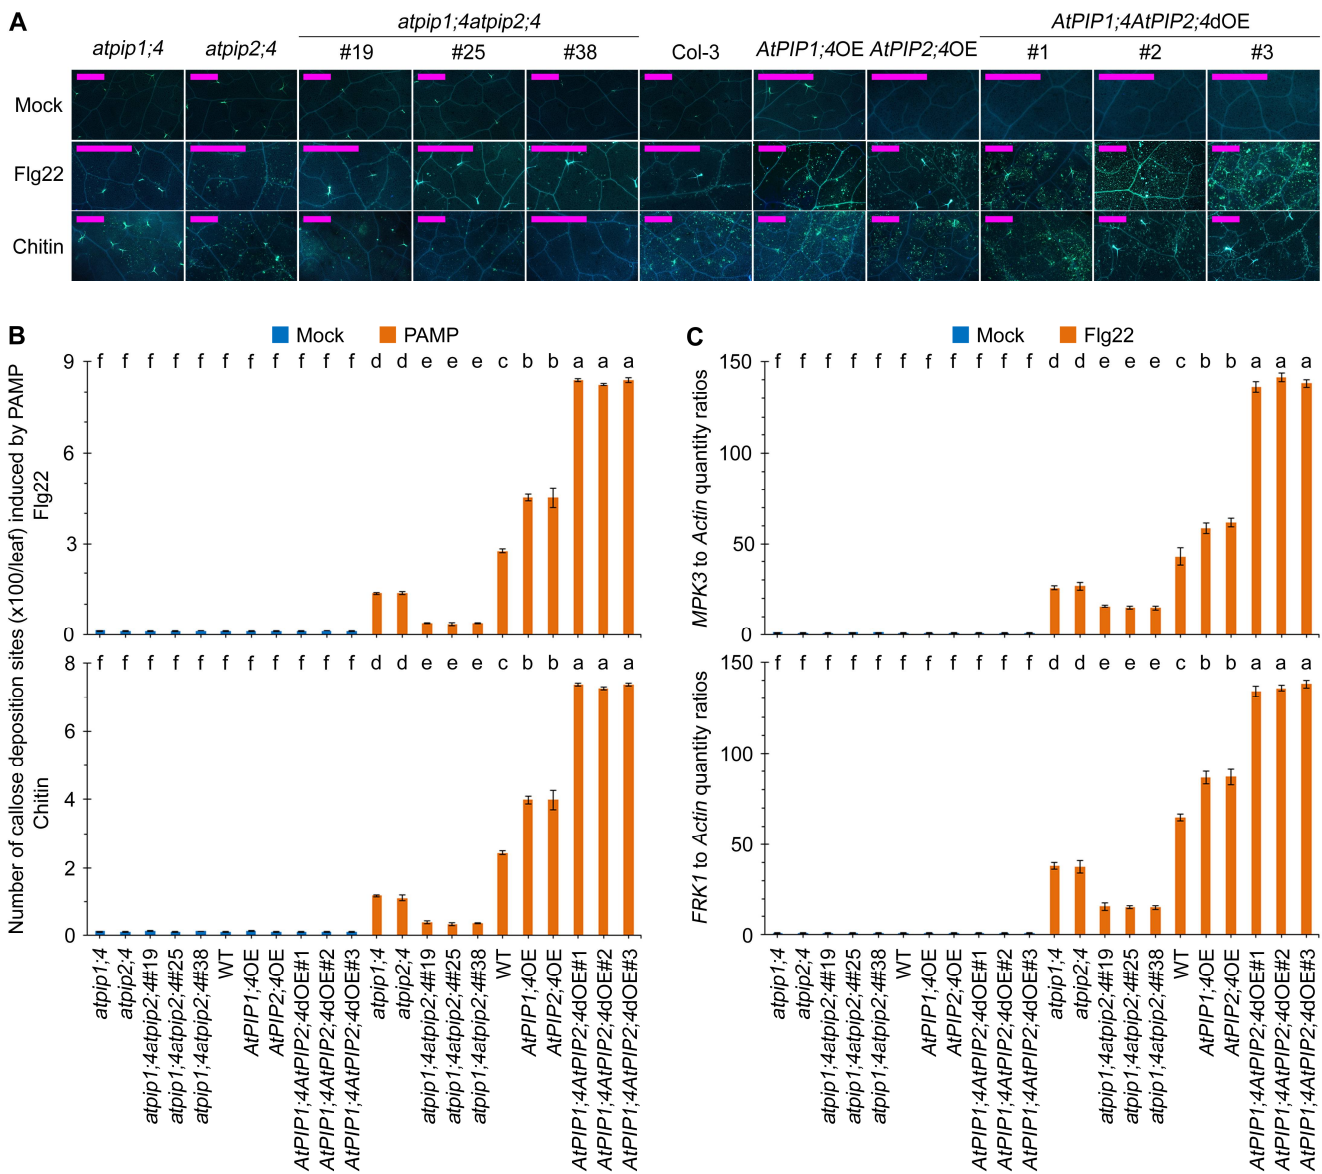 A
atpip1;4atpip2;4
AtPIP1;4AtPIP2;4dOE
atpip1;4 atpip2;4 #19 #25 #38 Col-3 AtPIP1;4OE AtPIP2;4OE #1 #2 #3
Mock
Flg22
Chitin
B
Mock PAMP
Number of callose deposition sites (x100/leaf) induced by PAMP
Flg22
9
6
3
0
f f f f f f f f f f f d d e e e c b b a a a
Chitin
8
6
4
2
0
f f f f f f f f f f f d d e e e c b b a a a
atpip1;4
atpip2;4
atpip1;4atpip2;4#19
atpip1;4atpip2;4#25
atpip1;4atpip2;4#38
WT
AtPIP1;4OE
AtPIP2;4OE
AtPIP1;4AtPIP2;4dOE#1
AtPIP1;4AtPIP2;4dOE#2
AtPIP1;4AtPIP2;4dOE#3
atpip1;4
atpip2;4
atpip1;4atpip2;4#19
atpip1;4atpip2;4#25
atpip1;4atpip2;4#38
WT
AtPIP1;4OE
AtPIP2;4OE
AtPIP1;4AtPIP2;4dOE#1
AtPIP1;4AtPIP2;4dOE#2
AtPIP1;4AtPIP2;4dOE#3
C
Mock Flg22
MPK3 to Actin quantity ratios
150
100
50
0
f f f f f f f f f f f d d e e e c b b a a a
FRK1 to Actin quantity ratios
150
100
50
0
f f f f f f f f f f f d d e e e c b b a a a
atpip1;4
atpip2;4
atpip1;4atpip2;4#19
atpip1;4atpip2;4#25
atpip1;4atpip2;4#38
WT
AtPIP1;4OE
AtPIP2;4OE
AtPIP1;4AtPIP2;4dOE#1
AtPIP1;4AtPIP2;4dOE#2
AtPIP1;4AtPIP2;4dOE#3
atpip1;4
atpip2;4
atpip1;4atpip2;4#19
atpip1;4atpip2;4#25
atpip1;4atpip2;4#38
WT
AtPIP1;4OE
AtPIP2;4OE
AtPIP1;4AtPIP2;4dOE#1
AtPIP1;4AtPIP2;4dOE#2
AtPIP1;4AtPIP2;4dOE#3